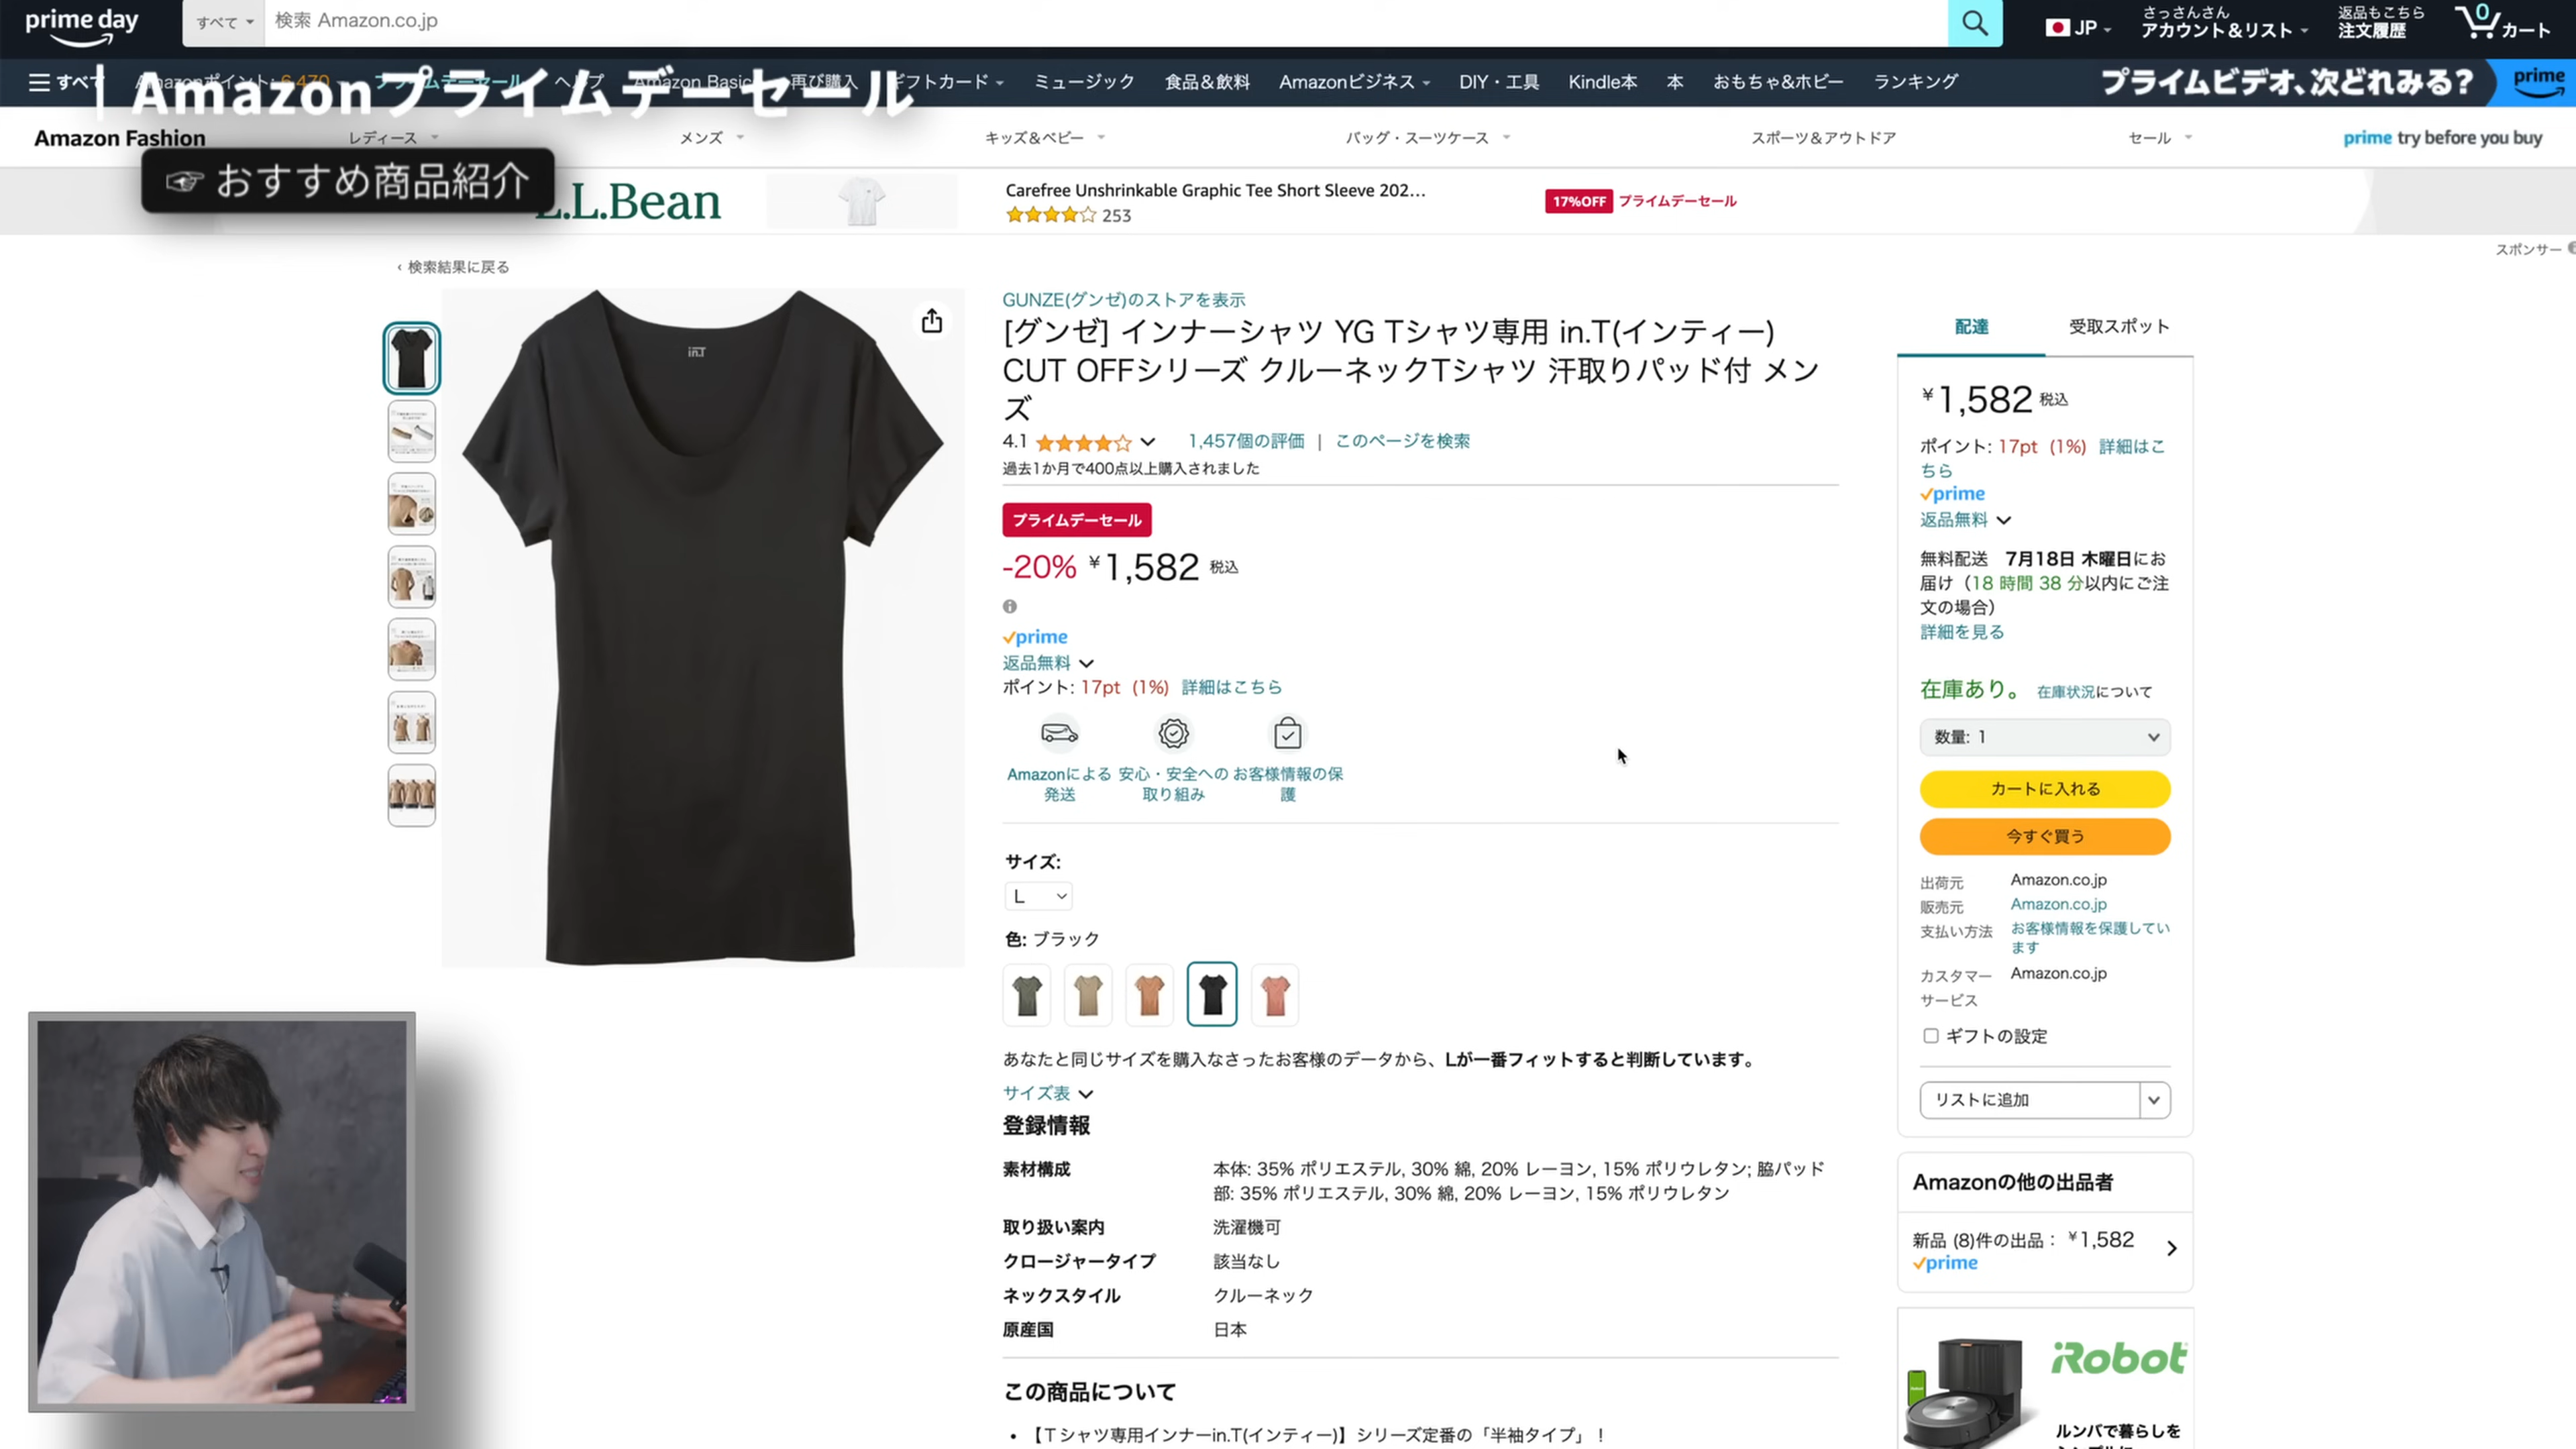 prime day
すべて
検索 Amazon.co.jp
JP
さっさんさん
アカウント＆リスト
返品もこちら
注文履歴
0
カート
すべて
Amazonポイント: 6,470
プライムデーセール
ヘルプ
Amazon Basic
再び購入
ギフトカード
ミュージック
食品＆飲料
Amazonビジネス
DIY・工具
Kindle本
本
おもちゃ&ホビー
ランキング
プライムビデオ、次どれみる?
prime
Amazonプライムデーセール
Amazon Fashion
レディース
メンズ
キッズ＆ベビー
バッグ・スーツケース
スポーツ＆アウトドア
セール
prime try before you buy
☞ おすすめ商品紹介
L.L.Bean
Carefree Unshrinkable Graphic Tee Short Sleeve 202…
253
17%OFF プライムデーセール
スポンサー
‹ 検索結果に戻る
in.T
GUNZE(グンゼ)のストアを表示
[グンゼ] インナーシャツ YG Tシャツ専用 in.T(インティー)
CUT OFFシリーズ クルーネックTシャツ 汗取りパッド付 メン
ズ
4.1
1,457個の評価 | このページを検索
過去1か月で400点以上購入されました
プライムデーセール
-20% ¥1,582 税込
prime
返品無料
ポイント: 17pt (1%) 詳細はこちら
Amazonによる
発送
安心・安全への
取り組み
お客様情報の保
護
サイズ:
L
色: ブラック
あなたと同じサイズを購入なさったお客様のデータから、Lが一番フィットすると判断しています。
サイズ表
登録情報
素材構成
本体: 35% ポリエステル, 30% 綿, 20% レーヨン, 15% ポリウレタン; 脇パッド
部: 35% ポリエステル, 30% 綿, 20% レーヨン, 15% ポリウレタン
取り扱い案内
洗濯機可
クロージャータイプ
該当なし
ネックスタイル
クルーネック
原産国
日本
この商品について
• 【Tシャツ専用インナーin.T(インティー)】シリーズ定番の「半袖タイプ」！
配達
受取スポット
¥1,582 税込
ポイント: 17pt (1%) 詳細はこ
ちら
prime
返品無料
無料配送 7月18日 木曜日にお
届け（18 時間 38 分以内にご注
文の場合）
詳細を見る
在庫あり。 在庫状況について
数量: 1
カートに入れる
今すぐ買う
出荷元 Amazon.co.jp
販売元 Amazon.co.jp
支払い方法 お客様情報を保護してい
ます
カスタマー Amazon.co.jp
サービス
ギフトの設定
リストに追加
Amazonの他の出品者
新品 (8)件の出品： ¥1,582
prime
iRobot
ルンバで暮らしを